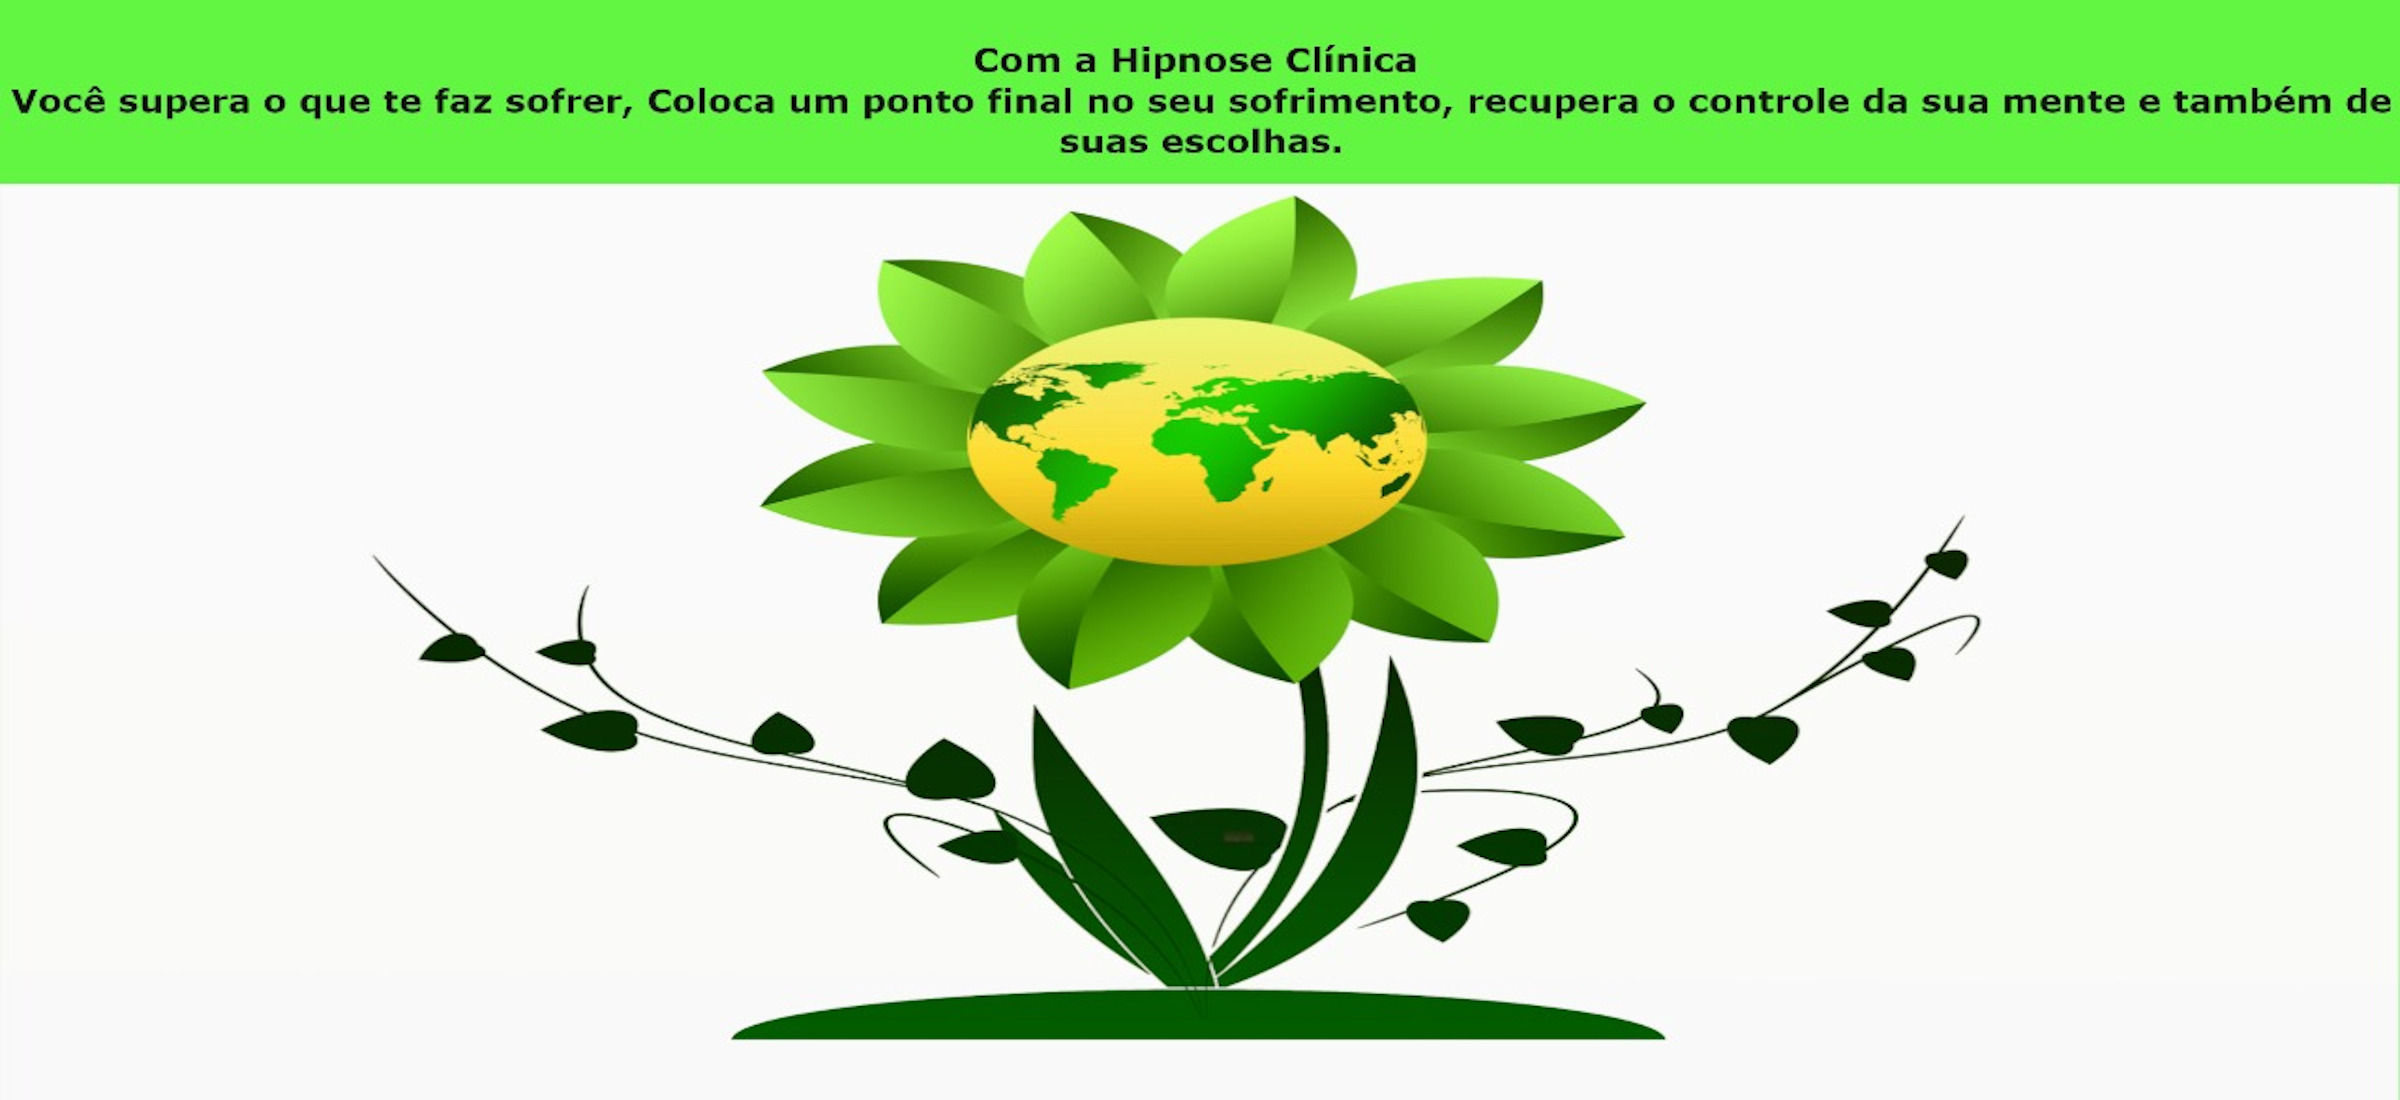 Com a Hipnose Clínica
Você supera o que te faz sofrer, Coloca um ponto final no seu sofrimento, recupera o controle da sua mente e também de
suas escolhas.